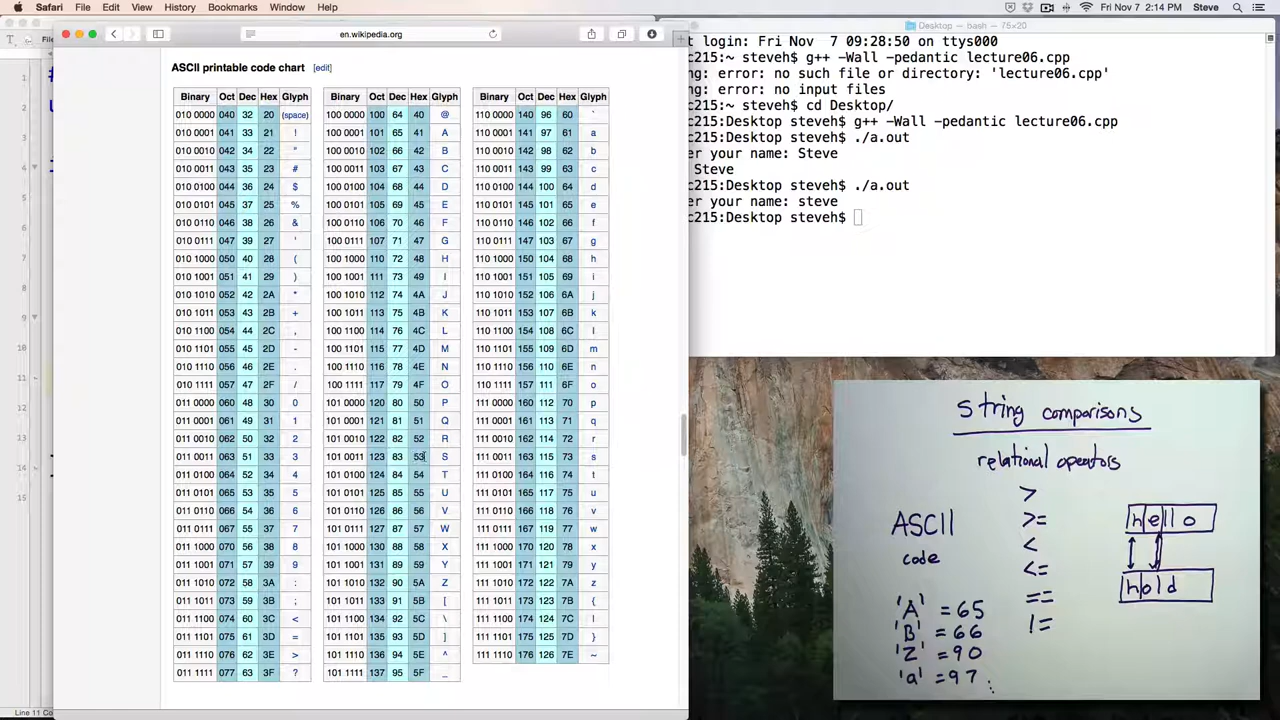 Safari File Edit View History Bookmarks Window Help
Fri Nov 7 2:14 PM Steve
en.wikipedia.org
ASCII printable code chart [edit]
Binary Oct Dec Hex Glyph Binary Oct Dec Hex Glyph Binary Oct Dec Hex Glyph
010 0000 040 32 20 (space) 100 0000 100 64 40 @ 110 0000 140 96 60 `
010 0001 041 33 21 ! 100 0001 101 65 41 A 110 0001 141 97 61 a
010 0010 042 34 22 " 100 0010 102 66 42 B 110 0010 142 98 62 b
010 0011 043 35 23 # 100 0011 103 67 43 C 110 0011 143 99 63 c
010 0100 044 36 24 $ 100 0100 104 68 44 D 110 0100 144 100 64 d
010 0101 045 37 25 % 100 0101 105 69 45 E 110 0101 145 101 65 e
010 0110 046 38 26 & 100 0110 106 70 46 F 110 0110 146 102 66 f
010 0111 047 39 27 ' 100 0111 107 71 47 G 110 0111 147 103 67 g
010 1000 050 40 28 ( 100 1000 110 72 48 H 110 1000 150 104 68 h
010 1001 051 41 29 ) 100 1001 111 73 49 I 110 1001 151 105 69 i
010 1010 052 42 2A * 100 1010 112 74 4A J 110 1010 152 106 6A j
010 1011 053 43 2B + 100 1011 113 75 4B K 110 1011 153 107 6B k
010 1100 054 44 2C , 100 1100 114 76 4C L 110 1100 154 108 6C l
010 1101 055 45 2D - 100 1101 115 77 4D M 110 1101 155 109 6D m
010 1110 056 46 2E . 100 1110 116 78 4E N 110 1110 156 110 6E n
010 1111 057 47 2F / 100 1111 117 79 4F O 110 1111 157 111 6F o
011 0000 060 48 30 0 101 0000 120 80 50 P 111 0000 160 112 70 p
011 0001 061 49 31 1 101 0001 121 81 51 Q 111 0001 161 113 71 q
011 0010 062 50 32 2 101 0010 122 82 52 R 111 0010 162 114 72 r
011 0011 063 51 33 3 101 0011 123 83 53 S 111 0011 163 115 73 s
011 0100 064 52 34 4 101 0100 124 84 54 T 111 0100 164 116 74 t
011 0101 065 53 35 5 101 0101 125 85 55 U 111 0101 165 117 75 u
011 0110 066 54 36 6 101 0110 126 86 56 V 111 0110 166 118 76 v
011 0111 067 55 37 7 101 0111 127 87 57 W 111 0111 167 119 77 w
011 1000 070 56 38 8 101 1000 130 88 58 X 111 1000 170 120 78 x
011 1001 071 57 39 9 101 1001 131 89 59 Y 111 1001 171 121 79 y
011 1010 072 58 3A : 101 1010 132 90 5A Z 111 1010 172 122 7A z
011 1011 073 59 3B ; 101 1011 133 91 5B [ 111 1011 173 123 7B {
011 1100 074 60 3C < 101 1100 134 92 5C \ 111 1100 174 124 7C |
011 1101 075 61 3D = 101 1101 135 93 5D ] 111 1101 175 125 7D }
011 1110 076 62 3E > 101 1110 136 94 5E ^ 111 1110 176 126 7E ~
011 1111 077 63 3F ? 101 1111 137 95 5F _
Line 11
Desktop — bash — 75×20
t login: Fri Nov 7 09:28:50 on ttys000
c215:~ steveh$ g++ -Wall -pedantic lecture06.cpp
ng: error: no such file or directory: 'lecture06.cpp'
ng: error: no input files
c215:~ steveh$ cd Desktop/
c215:Desktop steveh$ g++ -Wall -pedantic lecture06.cpp
c215:Desktop steveh$ ./a.out
er your name: Steve
Steve
c215:Desktop steveh$ ./a.out
er your name: steve
c215:Desktop steveh$
string comparisons
relational operators
>
>=
<
<=
==
!=
ASCII
code
'A' = 65
'B' = 66
'Z' = 90
'a' = 97
hello
hold